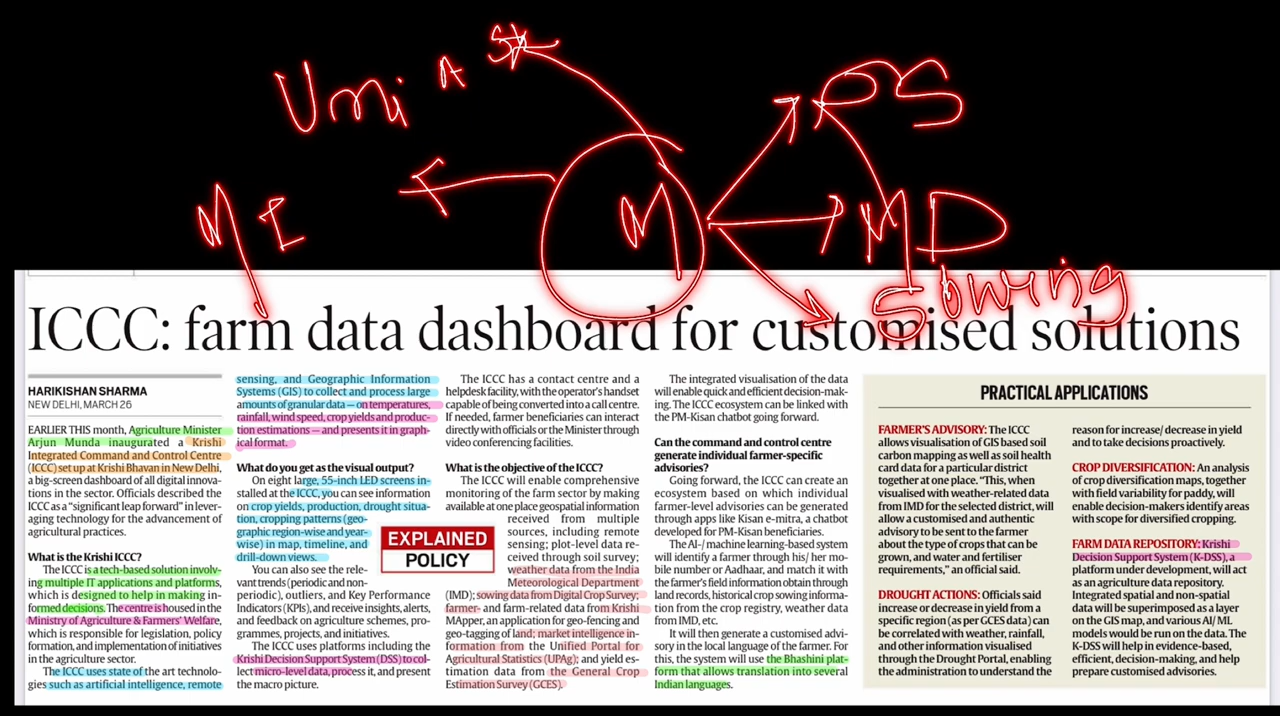 Umi A St
RS
MI
M
MD
Sowing
ICCC: farm data dashboard for customised solutions
HARIKISHAN SHARMA
NEW DELHI, MARCH 26
EARLIER THIS month, Agriculture Minister
Arjun Munda inaugurated a Krishi
Integrated Command and Control Centre
(ICCC) set up at Krishi Bhavan in New Delhi,
a big-screen dashboard of all digital innova-
tions in the sector. Officials described the
ICCC as a “significant leap forward” in lever-
aging technology for the advancement of
agricultural practices.
What is the Krishi ICCC?
The ICCC is a tech-based solution involv-
ing multiple IT applications and platforms,
which is designed to help in making in-
formed decisions. The centre is housed in the
Ministry of Agriculture & Farmers’ Welfare,
which is responsible for legislation, policy
formation, and implementation of initiatives
in the agriculture sector.
The ICCC uses state of the art technolo-
gies such as artificial intelligence, remote
sensing, and Geographic Information
Systems (GIS) to collect and process large
amounts of granular data — on temperatures,
rainfall, wind speed, crop yields and produc-
tion estimations — and presents it in graph-
ical format.
What do you get as the visual output?
On eight large, 55-inch LED screens in-
stalled at the ICCC, you can see information
on crop yields, production, drought situa-
tion, cropping patterns (geo-
graphic region-wise and year-
wise) in map, timeline, and
drill-down views.
You can also see the rele-
vant trends (periodic and non-
periodic), outliers, and Key Performance
Indicators (KPIs), and receive insights, alerts,
and feedback on agriculture schemes, pro-
grammes, projects, and initiatives.
The ICCC uses platforms including the
Krishi Decision Support System (DSS) to col-
lect micro-level data, process it, and present
the macro picture.
EXPLAINED
POLICY
The ICCC has a contact centre and a
helpdesk facility, with the operator’s handset
capable of being converted into a call centre.
If needed, farmer beneficiaries can interact
directly with officials or the Minister through
video conferencing facilities.
What is the objective of the ICCC?
The ICCC will enable comprehensive
monitoring of the farm sector by making
available at one place geospatial information
received from multiple
sources, including remote
sensing; plot-level data re-
ceived through soil survey;
weather data from the India
Meteorological Department
(IMD); sowing data from Digital Crop Survey;
farmer- and farm-related data from Krishi
MApper, an application for geo-fencing and
geo-tagging of land; market intelligence in-
formation from the Unified Portal for
Agricultural Statistics (UPAg); and yield es-
timation data from the General Crop
Estimation Survey (GCES).
The integrated visualisation of the data
will enable quick and efficient decision-mak-
ing. The ICCC ecosystem can be linked with
the PM-Kisan chatbot going forward.
Can the command and control centre
generate individual farmer-specific
advisories?
Going forward, the ICCC can create an
ecosystem based on which individual
farmer-level advisories can be generated
through apps like Kisan e-mitra, a chatbot
developed for PM-Kisan beneficiaries.
The AI-/ machine learning-based system
will identify a farmer through his/ her mo-
bile number or Aadhaar, and match it with
the farmer’s field information obtain through
land records, historical crop sowing informa-
tion from the crop registry, weather data
from IMD, etc.
It will then generate a customised advi-
sory in the local language of the farmer. For
this, the system will use the Bhashini plat-
form that allows translation into several
Indian languages.
PRACTICAL APPLICATIONS
FARMER’S ADVISORY: The ICCC
allows visualisation of GIS based soil
carbon mapping as well as soil health
card data for a particular district
together at one place. “This, when
visualised with weather-related data
from IMD for the selected district, will
allow a customised and authentic
advisory to be sent to the farmer
about the type of crops that can be
grown, and water and fertiliser
requirements,” an official said.
DROUGHT ACTIONS: Officials said
increase or decrease in yield from a
specific region (as per GCES data) can
be correlated with weather, rainfall,
and other information visualised
through the Drought Portal, enabling
the administration to understand the
reason for increase/ decrease in yield
and to take decisions proactively.
CROP DIVERSIFICATION: An analysis
of crop diversification maps, together
with field variability for paddy, will
enable decision-makers identify areas
with scope for diversified cropping.
FARM DATA REPOSITORY: Krishi
Decision Support System (K-DSS), a
platform under development, will act
as an agriculture data repository.
Integrated spatial and non-spatial
data will be superimposed as a layer
on the GIS map, and various AI/ ML
models would be run on the data. The
K-DSS will help in evidence-based,
efficient, decision-making, and help
prepare customised advisories.